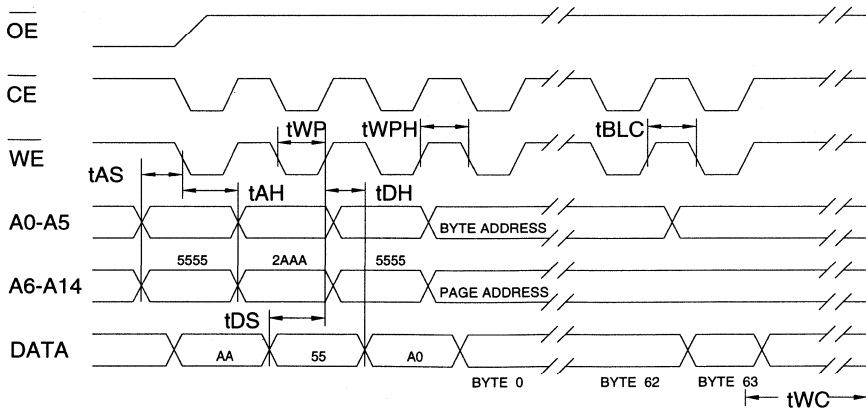 OE
CE
tWP tWPH tBLC
WE
tAS tAH tDH
A0-A5 BYTE ADDRESS
5555 2AAA 5555
A6-A14 PAGE ADDRESS
tDS
DATA AA 55 A0
BYTE 0 BYTE 62 BYTE 63
tWC